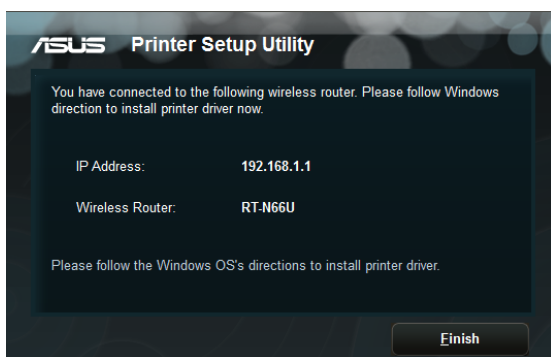 ASUS Printer Setup Utility
You have connected to the following wireless router. Please follow Windows
direction to install printer driver now.
IP Address: 192.168.1.1
Wireless Router: RT-N66U
Please follow the Windows OS's directions to install printer driver.
Finish